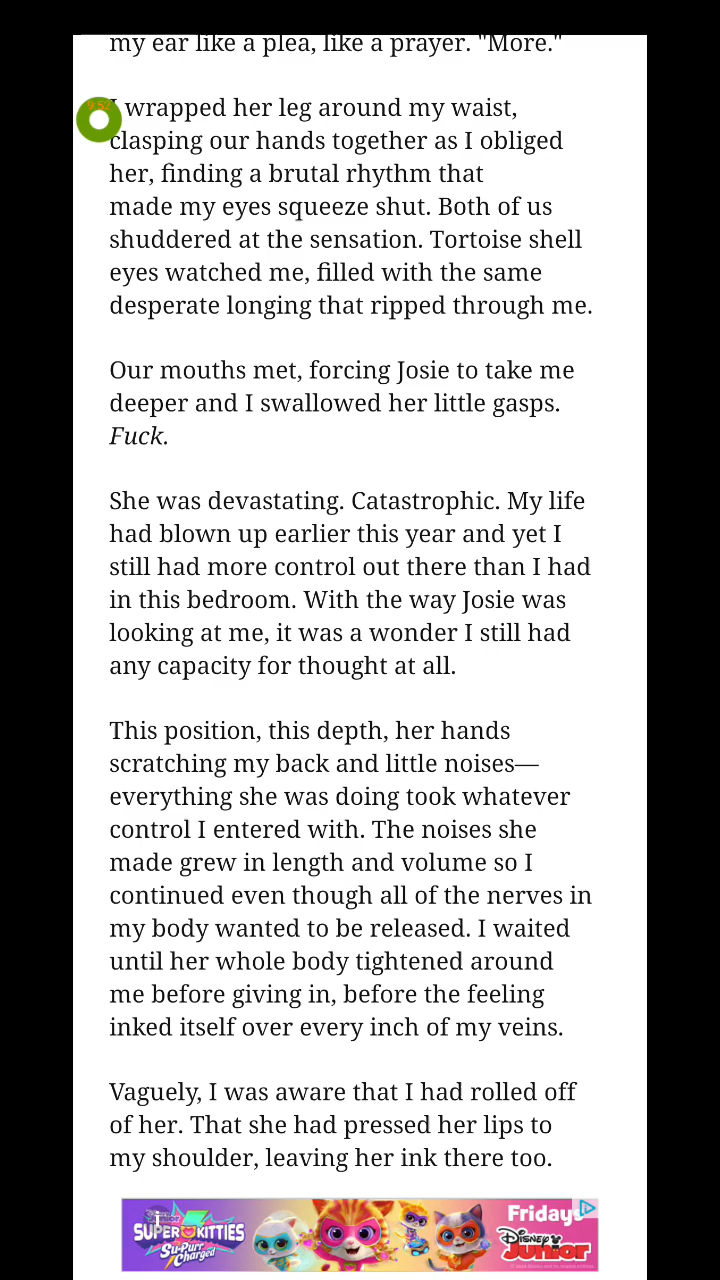 my ear like a plea, like a prayer. "More."
9:52
I wrapped her leg around my waist,
clasping our hands together as I obliged
her, finding a brutal rhythm that
made my eyes squeeze shut. Both of us
shuddered at the sensation. Tortoise shell
eyes watched me, filled with the same
desperate longing that ripped through me.
Our mouths met, forcing Josie to take me
deeper and I swallowed her little gasps.
Fuck.
She was devastating. Catastrophic. My life
had blown up earlier this year and yet I
still had more control out there than I had
in this bedroom. With the way Josie was
looking at me, it was a wonder I still had
any capacity for thought at all.
This position, this depth, her hands
scratching my back and little noises—
everything she was doing took whatever
control I entered with. The noises she
made grew in length and volume so I
continued even though all of the nerves in
my body wanted to be released. I waited
until her whole body tightened around
me before giving in, before the feeling
inked itself over every inch of my veins.
Vaguely, I was aware that I had rolled off
of her. That she had pressed her lips to
my shoulder, leaving her ink there too.
SUPER KITTIES
Su-Purr
Charged
Fridays
Disney
Junior